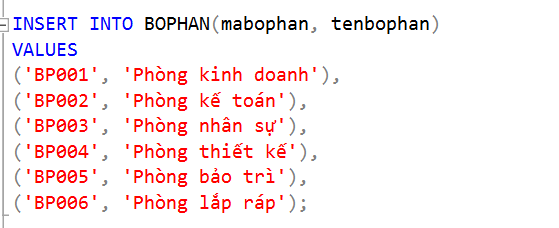 INSERT INTO BOPHAN(mabophan, tenbophan)
VALUES
('BP001', 'Phòng kinh doanh'),
('BP002', 'Phòng kế toán'),
('BP003', 'Phòng nhân sự'),
('BP004', 'Phòng thiết kế'),
('BP005', 'Phòng bảo trì'),
('BP006', 'Phòng lắp ráp');